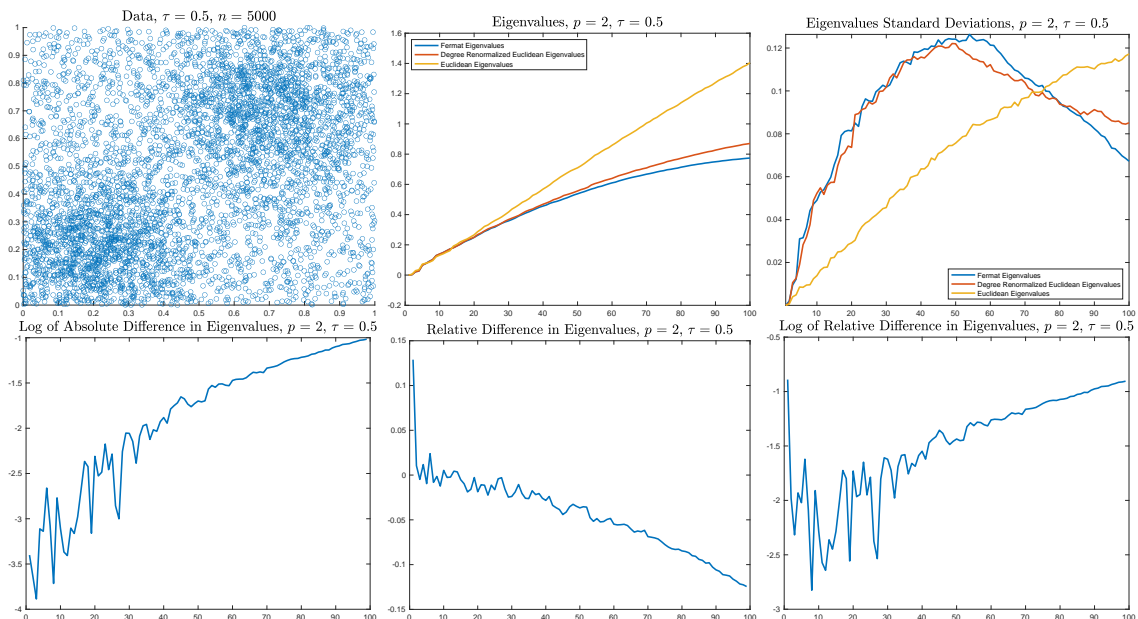 Data, τ = 0.5, n = 5000
1
0.9
0.8
0.7
0.6
0.5
0.4
0.3
0.2
0.1
0
0 0.1 0.2 0.3 0.4 0.5 0.6 0.7 0.8 0.9 1
Eigenvalues, p = 2, τ = 0.5
Fermat Eigenvalues
Degree Renormalized Euclidean Eigenvalues
Euclidean Eigenvalues
1.6
1.4
1.2
1
0.8
0.6
0.4
0.2
0
-0.2
0 10 20 30 40 50 60 70 80 90 100
Eigenvalues Standard Deviations, p = 2, τ = 0.5
0.12
0.1
0.08
0.06
0.04
0.02
Fermat Eigenvalues
Degree Renormalized Euclidean Eigenvalues
Euclidean Eigenvalues
0 10 20 30 40 50 60 70 80 90 100
Log of Absolute Difference in Eigenvalues, p = 2, τ = 0.5
-1
-1.5
-2
-2.5
-3
-3.5
-4
0 10 20 30 40 50 60 70 80 90 100
Relative Difference in Eigenvalues, p = 2, τ = 0.5
0.15
0.1
0.05
0
-0.05
-0.1
-0.15
0 10 20 30 40 50 60 70 80 90 100
Log of Relative Difference in Eigenvalues, p = 2, τ = 0.5
-0.5
-1
-1.5
-2
-2.5
-3
0 10 20 30 40 50 60 70 80 90 100